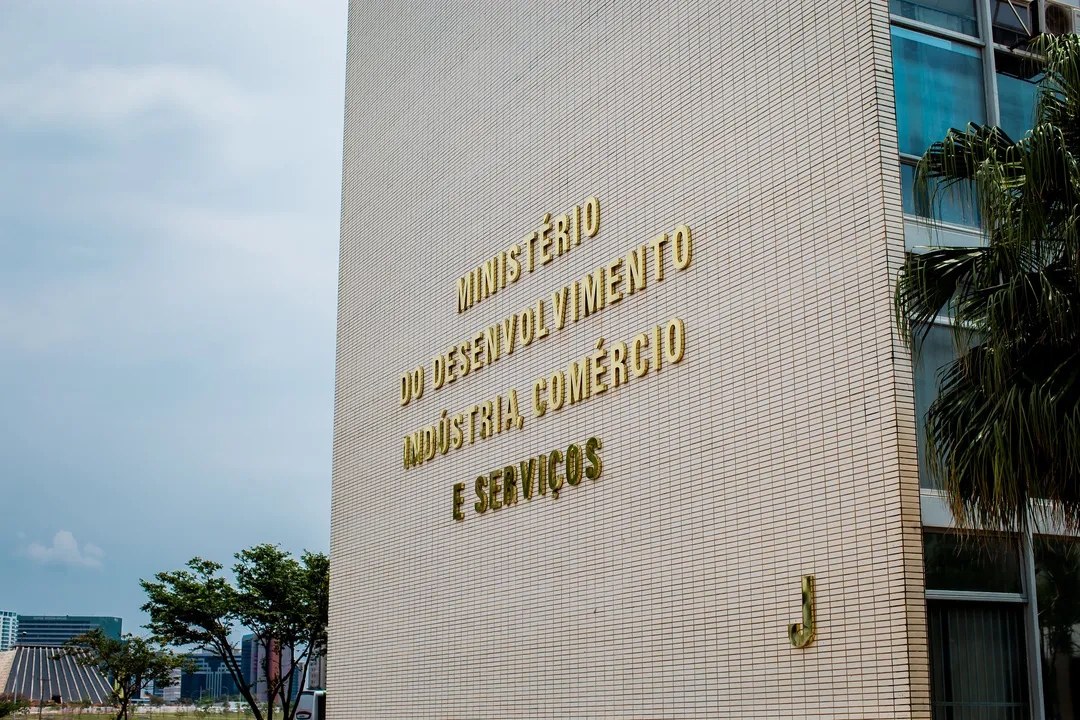 MINISTÉRIO
DO DESENVOLVIMENTO
INDÚSTRIA, COMÉRCIO
E SERVIÇOS
J